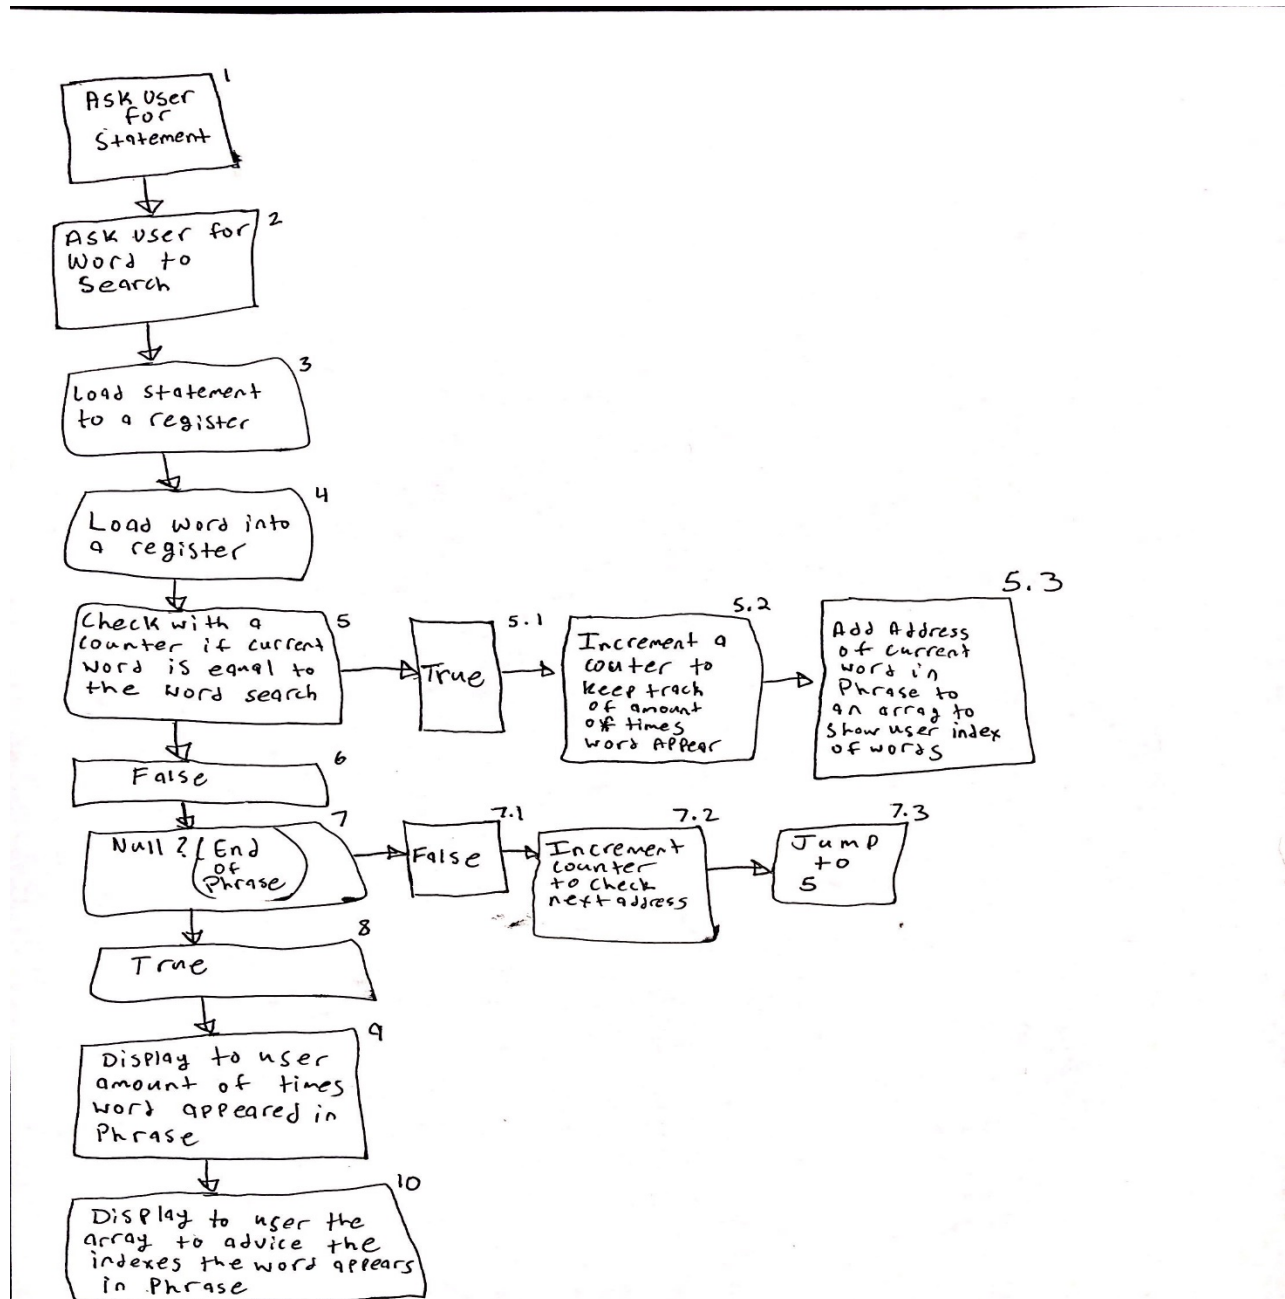 1
Ask User
for
Statement
2
Ask user for
Word to
Search
3
Load statement
to a register
4
Load word into
a register
5
Check with a
counter if current
word is equal to
the word search
5.1
True
5.2
Increment a
couter to
keep track
of amount
of times
word Appear
5.3
Add Address
of current
word in
Phrase to
an array to
show user index
of words
6
False
7
Null? (End
of
Phrase)
7.1
False
7.2
Increment
counter
to check
next address
7.3
Jump
to
5
8
True
9
Display to user
amount of times
word appeared in
Phrase
10
Display to user the
array to advice the
indexes the word appears
in Phrase